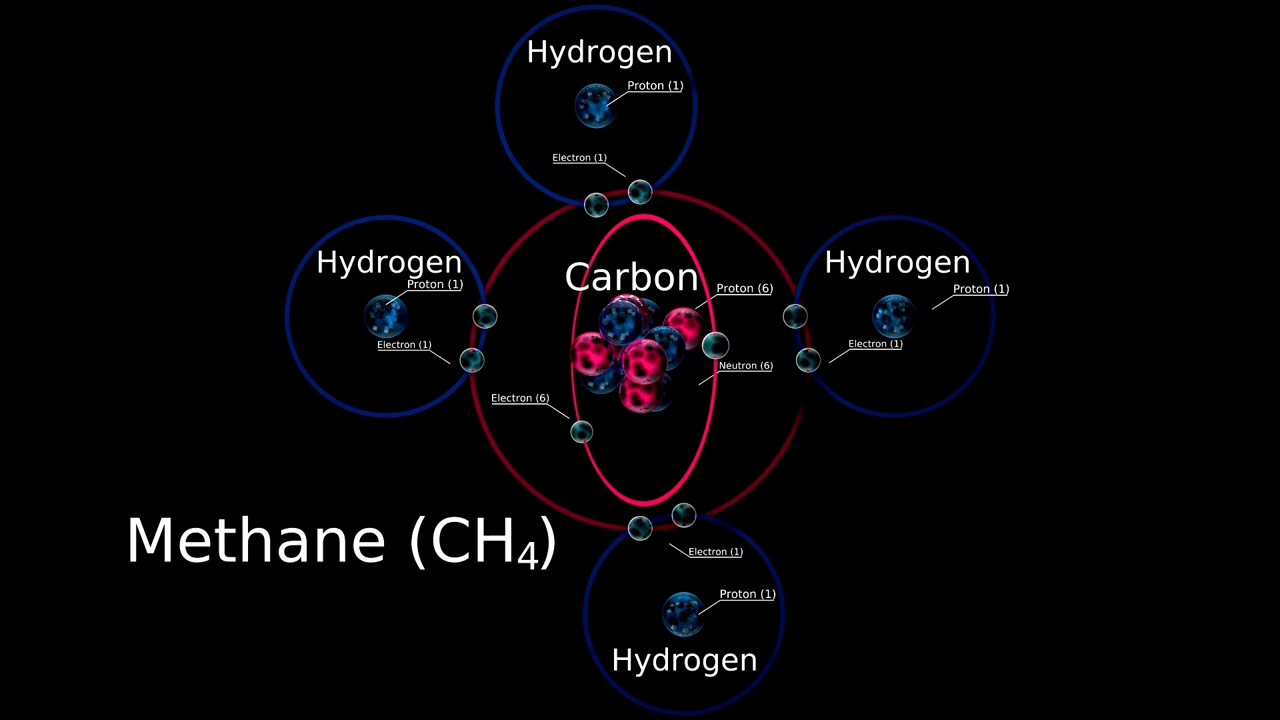 Hydrogen
Proton (1)
Electron (1)
Hydrogen
Proton (1)
Electron (1)
Carbon
Proton (6)
Neutron (6)
Electron (6)
Hydrogen
Proton (1)
Electron (1)
Methane (CH₄)
Electron (1)
Proton (1)
Hydrogen